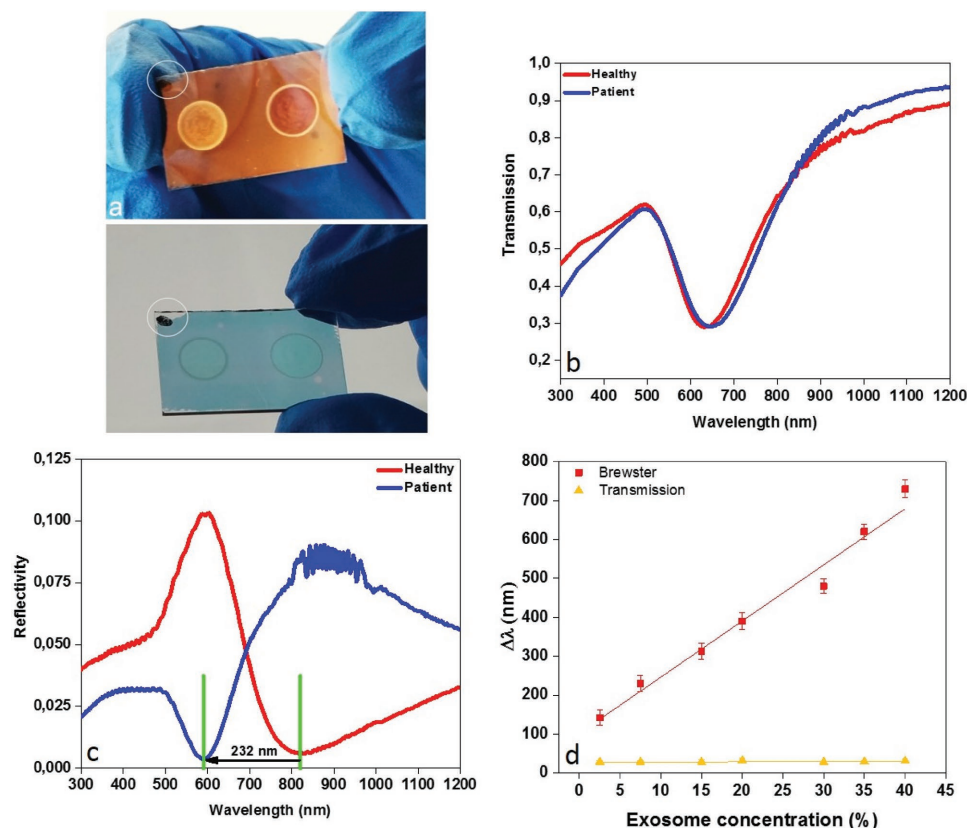 a
1,0
0,9
0,8
0,7
0,6
0,5
0,4
0,3
0,2
Transmission
Healthy
Patient
b
300 400 500 600 700 800 900 1000 1100 1200
Wavelength (nm)
0,125
0,100
0,075
0,050
0,025
0,000
Reflectivity
Healthy
Patient
232 nm
c
300 400 500 600 700 800 900 1000 1100 1200
Wavelength (nm)
800
700
600
500
400
300
200
100
0
Δλ (nm)
Brewster
Transmission
d
0 5 10 15 20 25 30 35 40 45
Exosome concentration (%)